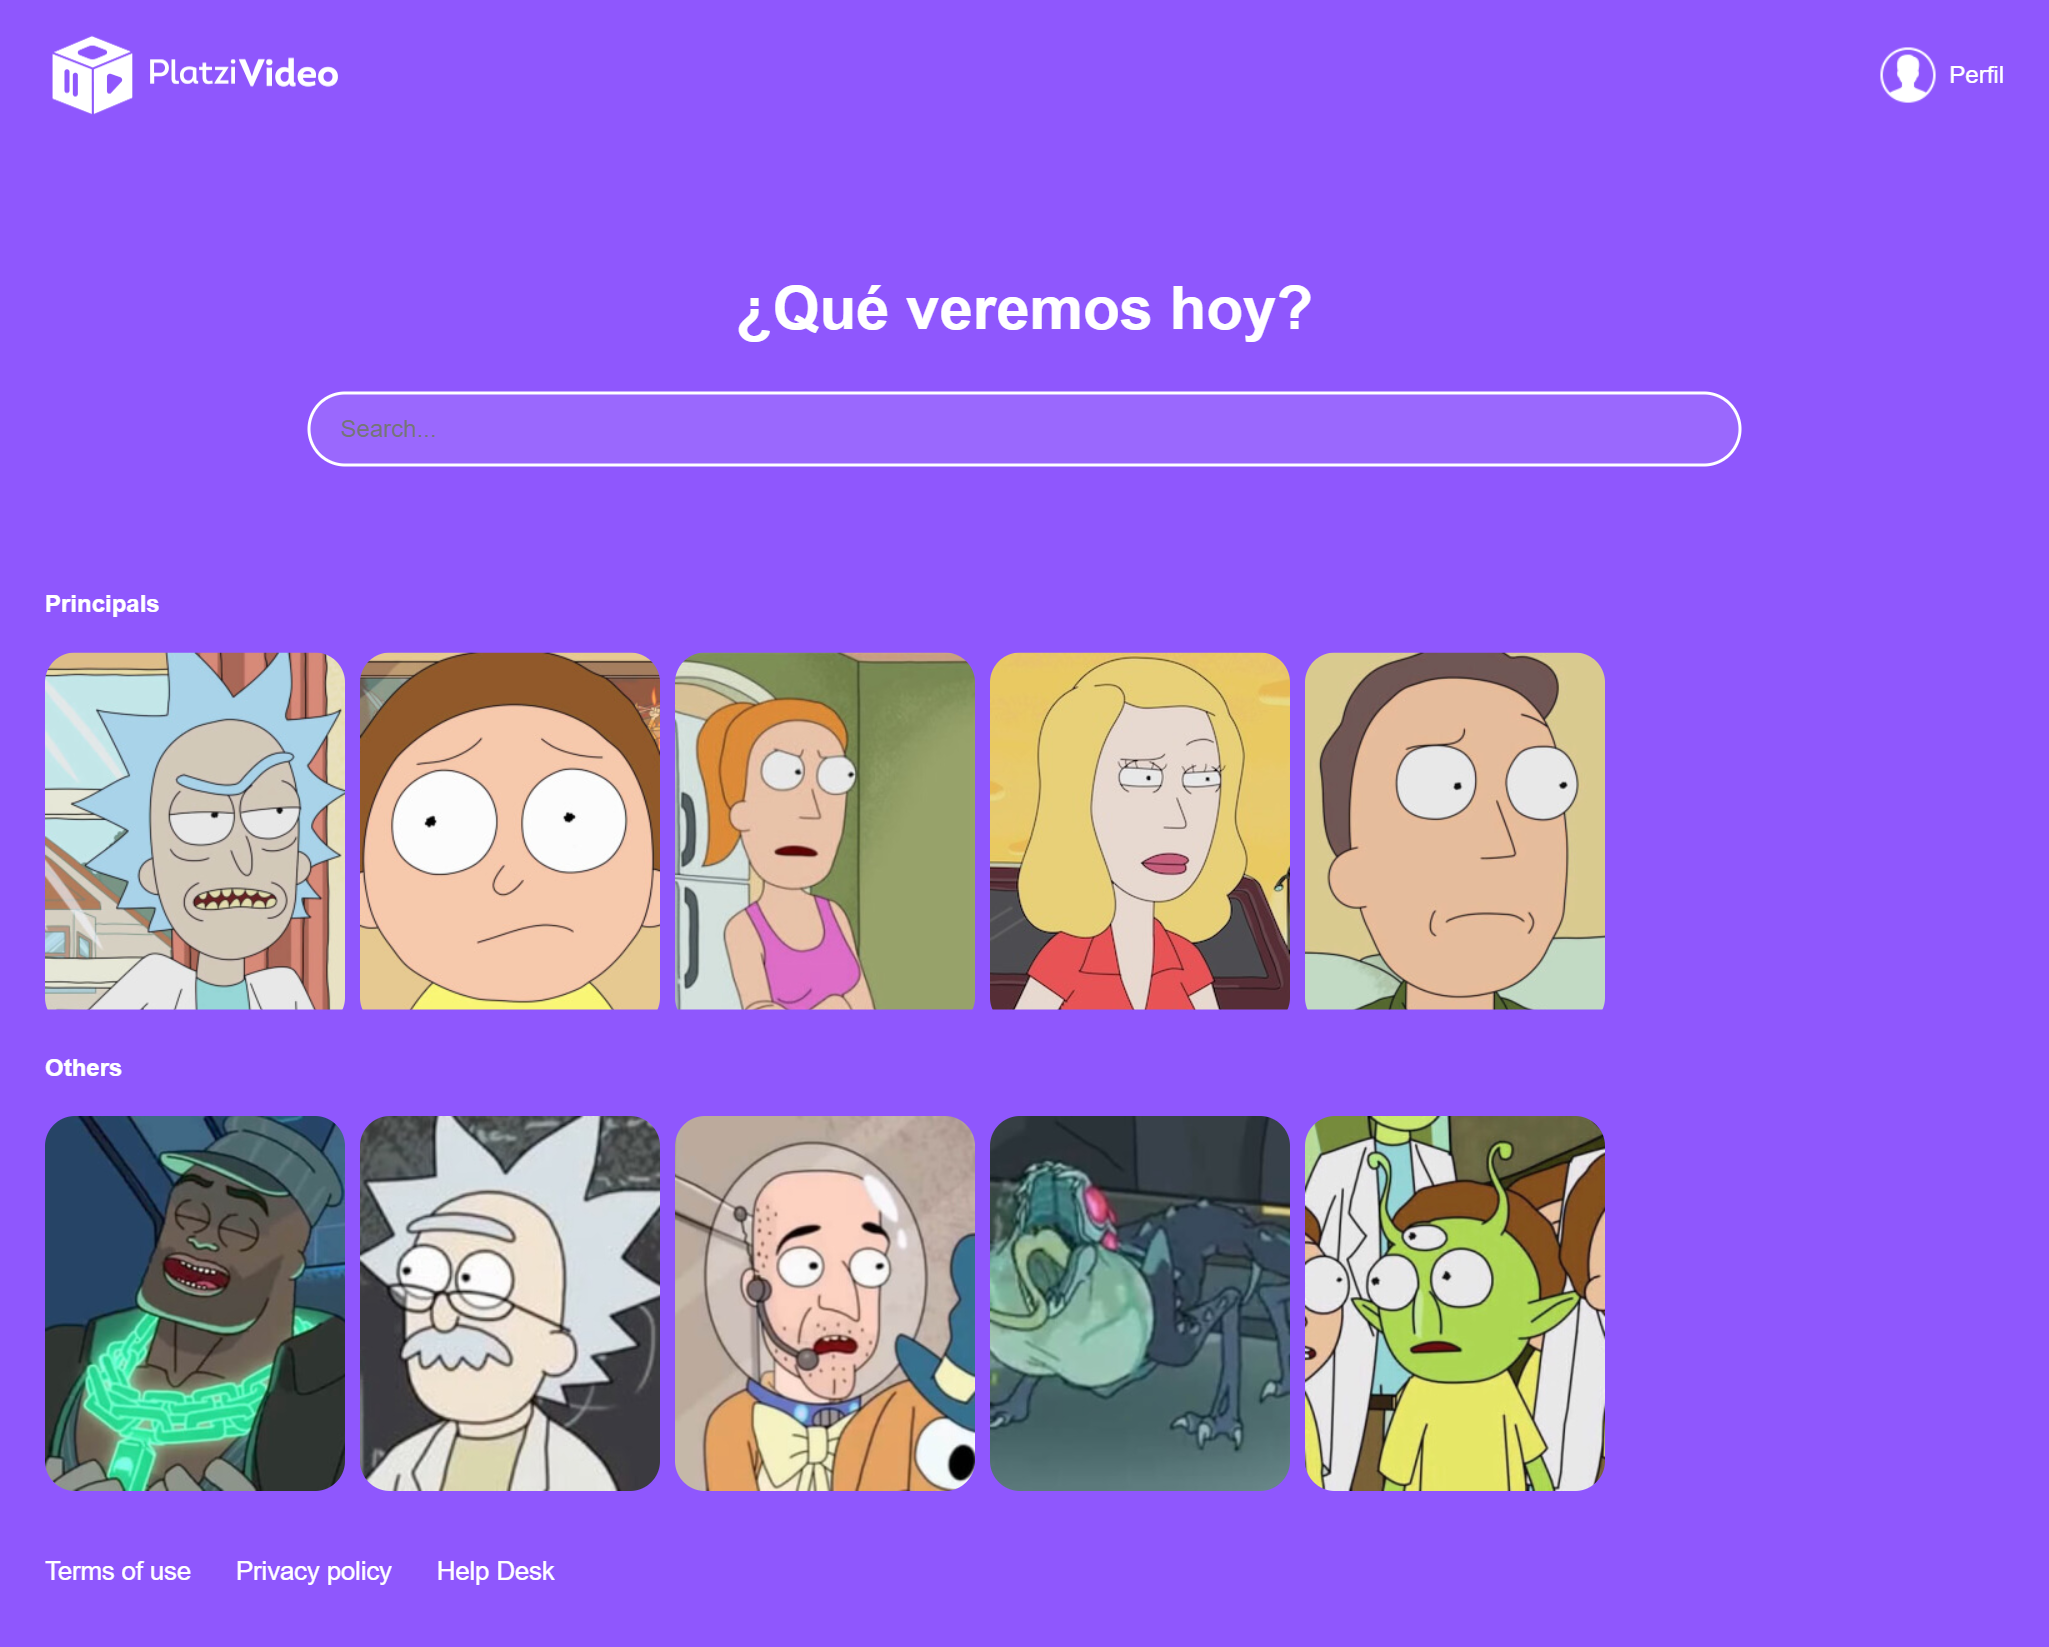 PlatziVideo
Perfil
¿Qué veremos hoy?
Search...
Principals
Others
Terms of use
Privacy policy
Help Desk